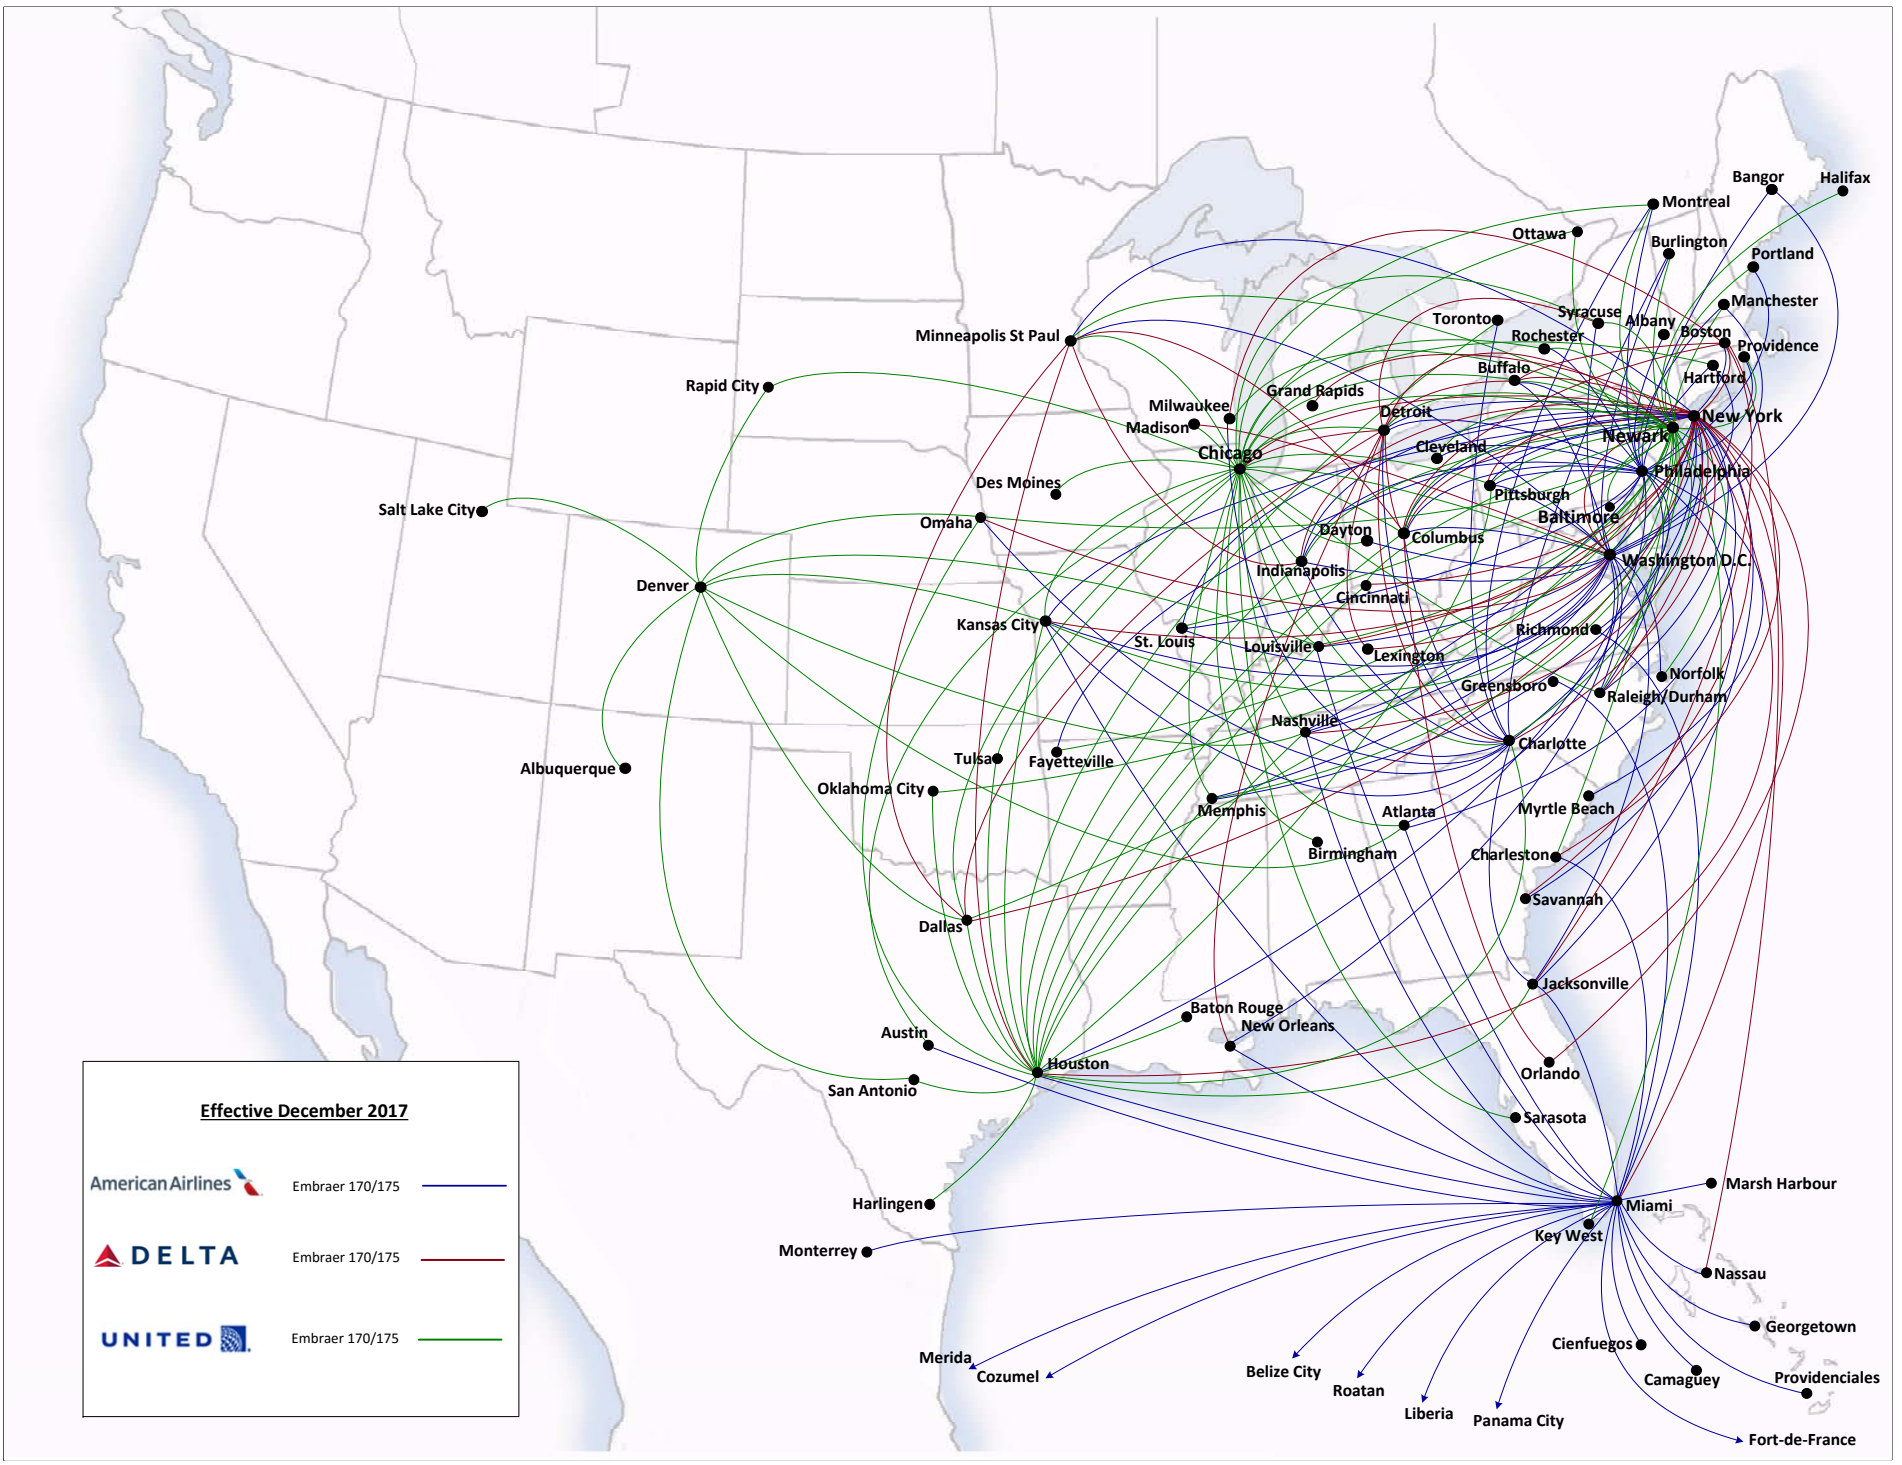 Bangor
Halifax
Montreal
Ottawa
Burlington
Portland
Manchester
Toronto
Syracuse
Albany
Boston
Rochester
Providence
Minneapolis St Paul
Buffalo
Hartford
Rapid City
Grand Rapids
Milwaukee
Detroit
Madison
New York
Newark
Chicago
Cleveland
Philadelphia
Des Moines
Pittsburgh
Salt Lake City
Omaha
Baltimore
Dayton
Columbus
Indianapolis
Washington D.C.
Denver
Cincinnati
Kansas City
St. Louis
Richmond
Louisville
Lexington
Greensboro
Norfolk
Raleigh/Durham
Nashville
Charlotte
Tulsa
Fayetteville
Albuquerque
Oklahoma City
Memphis
Atlanta
Myrtle Beach
Birmingham
Charleston
Savannah
Dallas
Jacksonville
Baton Rouge
New Orleans
Austin
Houston
Orlando
San Antonio
Sarasota
Effective December 2017
American Airlines
Embraer 170/175
DELTA
Embraer 170/175
UNITED
Embraer 170/175
Marsh Harbour
Harlingen
Miami
Key West
Monterrey
Nassau
Georgetown
Cienfuegos
Merida
Cozumel
Belize City
Roatan
Camaguey
Providenciales
Liberia
Panama City
Fort-de-France